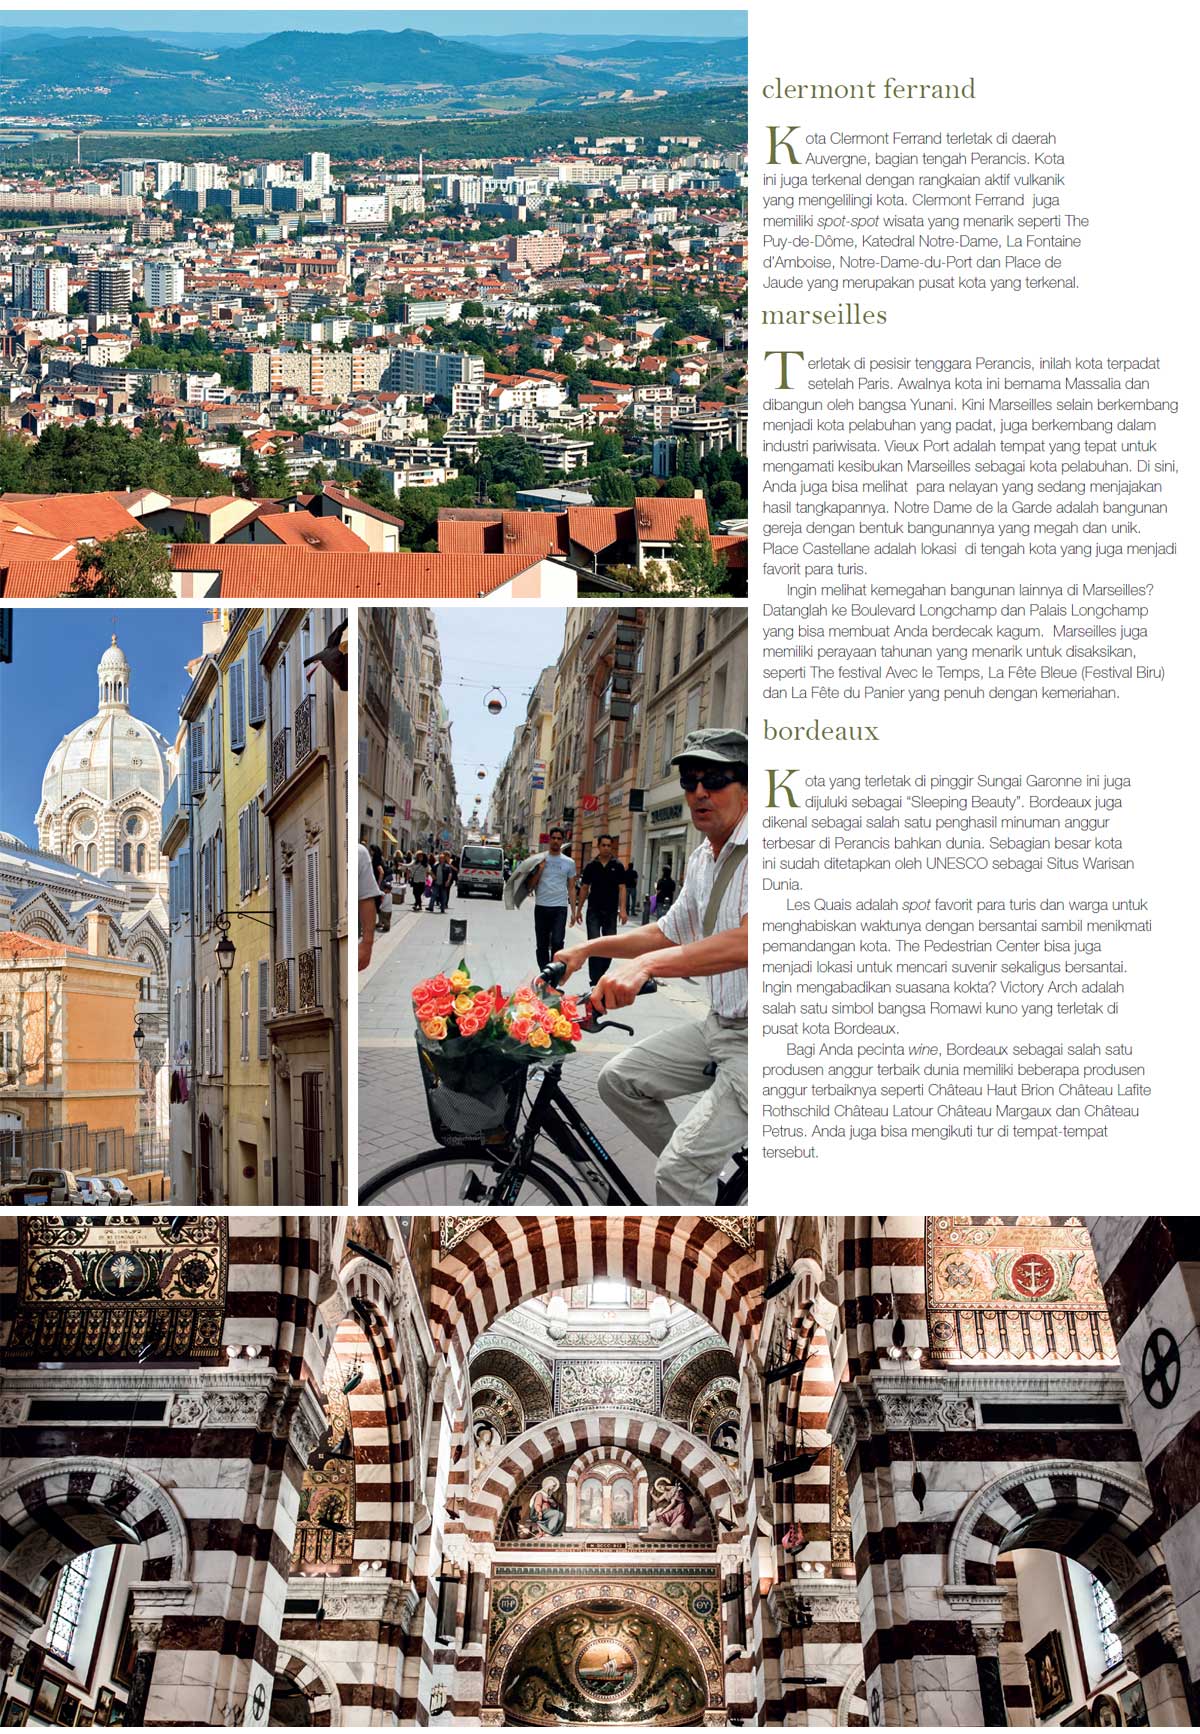 clermont ferrand
Kota Clermont Ferrand terletak di daerah
Auvergne, bagian tengah Perancis. Kota
ini juga terkenal dengan rangkaian aktif vulkanik
yang mengelilingi kota. Clermont Ferrand juga
memiliki spot-spot wisata yang menarik seperti The
Puy-de-Dôme, Katedral Notre-Dame, La Fontaine
d'Amboise, Notre-Dame-du-Port dan Place de
Jaude yang merupakan pusat kota yang terkenal.
marseilles
Terletak di pesisir tenggara Perancis, inilah kota terpadat
setelah Paris. Awalnya kota ini bernama Massalia dan
dibangun oleh bangsa Yunani. Kini Marseilles selain berkembang
menjadi kota pelabuhan yang padat, juga berkembang dalam
industri pariwisata. Vieux Port adalah tempat yang tepat untuk
mengamati kesibukan Marseilles sebagai kota pelabuhan. Di sini,
Anda juga bisa melihat para nelayan yang sedang menjajakan
hasil tangkapannya. Notre Dame de la Garde adalah bangunan
gereja dengan bentuk bangunannya yang megah dan unik.
Place Castellane adalah lokasi di tengah kota yang juga menjadi
favorit para turis.
Ingin melihat kemegahan bangunan lainnya di Marseilles?
Datanglah ke Boulevard Longchamp dan Palais Longchamp
yang bisa membuat Anda berdecak kagum. Marseilles juga
memiliki perayaan tahunan yang menarik untuk disaksikan,
seperti The festival Avec le Temps, La Fête Bleue (Festival Biru)
dan La Fête du Panier yang penuh dengan kemeriahan.
bordeaux
Kota yang terletak di pinggir Sungai Garonne ini juga
dijuluki sebagai “Sleeping Beauty”. Bordeaux juga
dikenal sebagai salah satu penghasil minuman anggur
terbesar di Perancis bahkan dunia. Sebagian besar kota
ini sudah ditetapkan oleh UNESCO sebagai Situs Warisan
Dunia.
Les Quais adalah spot favorit para turis dan warga untuk
menghabiskan waktunya dengan bersantai sambil menikmati
pemandangan kota. The Pedestrian Center bisa juga
menjadi lokasi untuk mencari suvenir sekaligus bersantai.
Ingin mengabadikan suasana kokta? Victory Arch adalah
salah satu simbol bangsa Romawi kuno yang terletak di
pusat kota Bordeaux.
Bagi Anda pecinta wine, Bordeaux sebagai salah satu
produsen anggur terbaik dunia memiliki beberapa produsen
anggur terbaiknya seperti Château Haut Brion Château Lafite
Rothschild Château Latour Château Margaux dan Château
Petrus. Anda juga bisa mengikuti tur di tempat-tempat
tersebut.